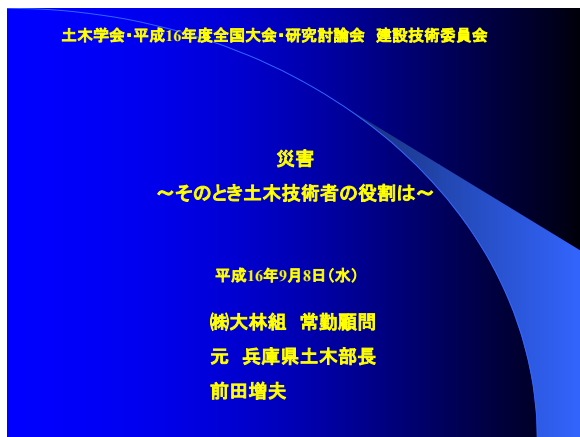 土木学会・平成16年度全国大会・研究討論会　建設技術委員会
災害
～そのとき土木技術者の役割は～
平成16年9月8日（水）
㈱大林組　常勤顧問
元　兵庫県土木部長
前田増夫